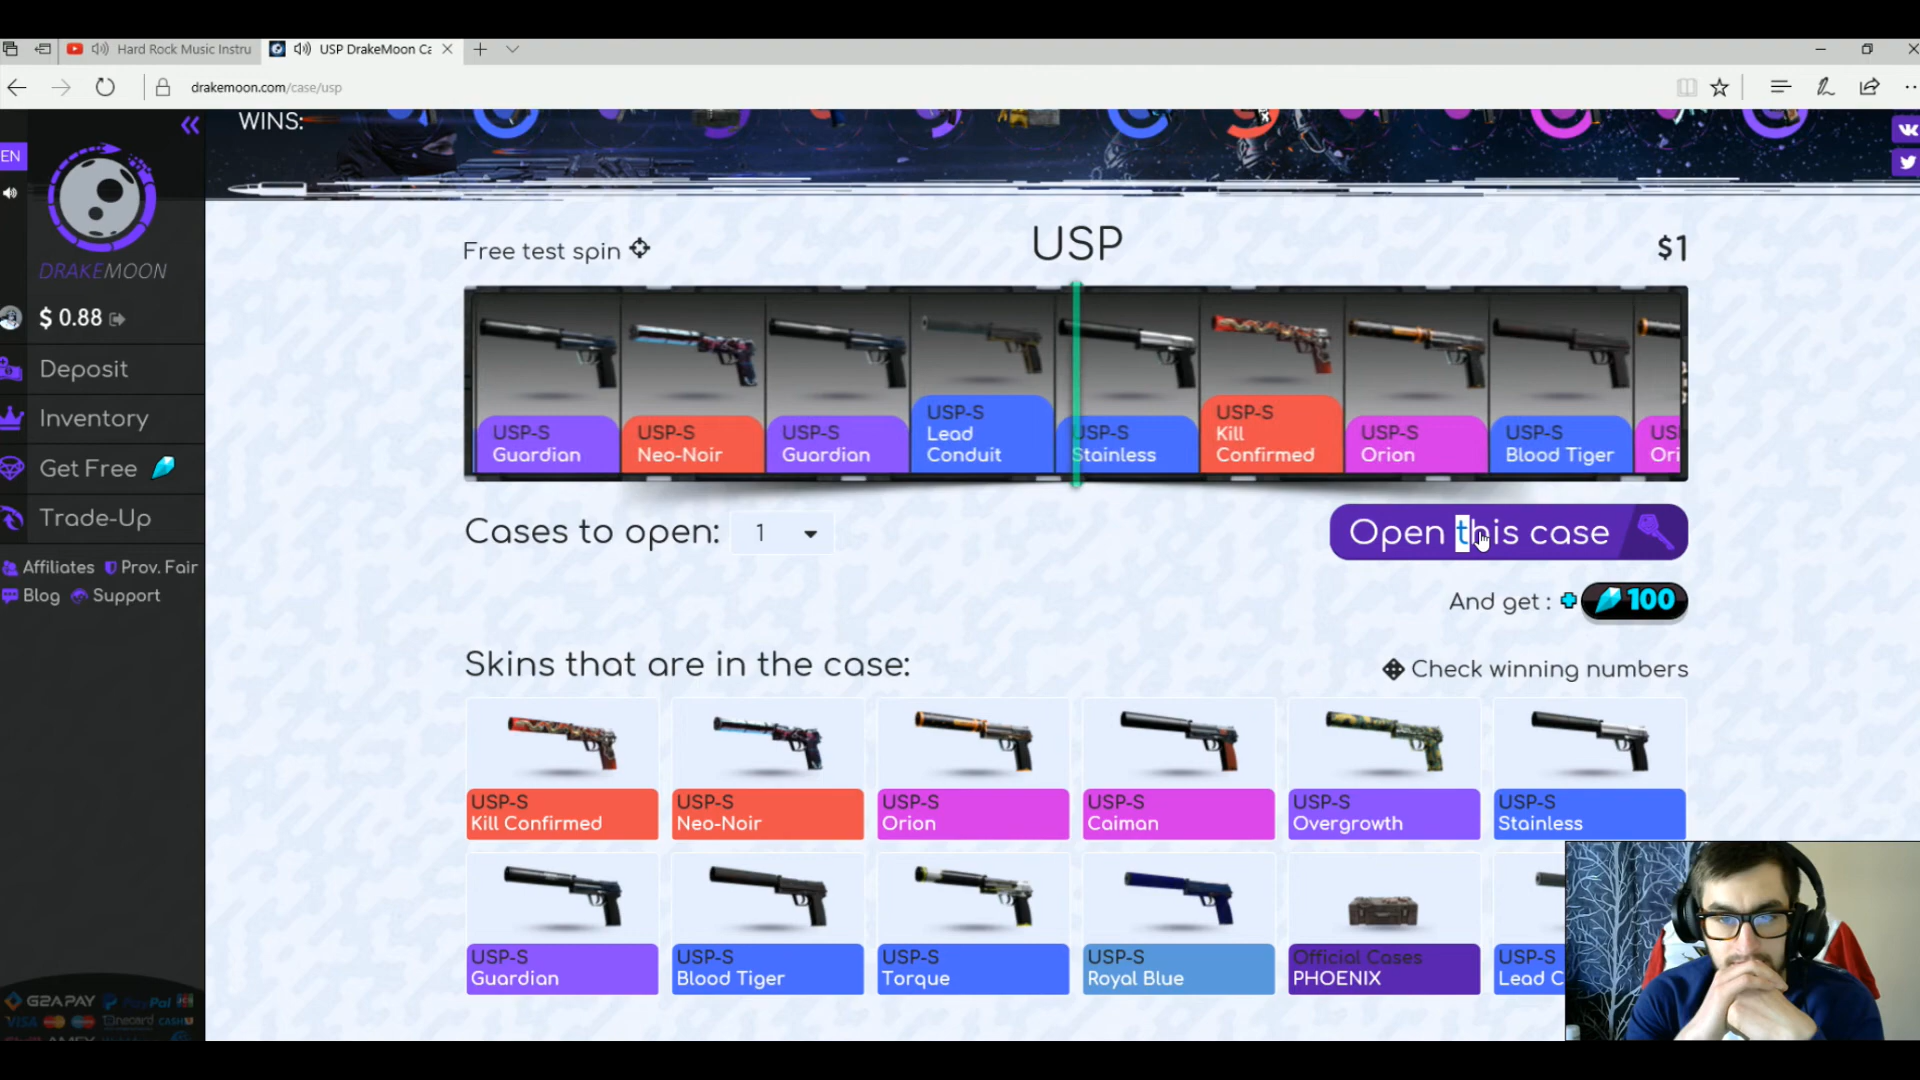 Hard Rock Music Instru
USP DrakeMoon Ca
drakemoon.com/case/usp
WINS:
EN
DRAKEMOON
$ 0.88
Deposit
Inventory
Get Free
Trade-Up
Affiliates
Prov. Fair
Blog
Support
G2APAY
PayPal
VISA
Free test spin
USP
$1
USP-S
Guardian
USP-S
Neo-Noir
USP-S
Guardian
USP-S
Lead
Conduit
USP-S
Stainless
USP-S
Kill
Confirmed
USP-S
Orion
USP-S
Blood Tiger
US
Ori
Cases to open:
1
Open this case
And get :
100
Skins that are in the case:
Check winning numbers
USP-S
Kill Confirmed
USP-S
Neo-Noir
USP-S
Orion
USP-S
Caiman
USP-S
Overgrowth
USP-S
Stainless
USP-S
Guardian
USP-S
Blood Tiger
USP-S
Torque
USP-S
Royal Blue
Official Cases
PHOENIX
USP-S
Lead C